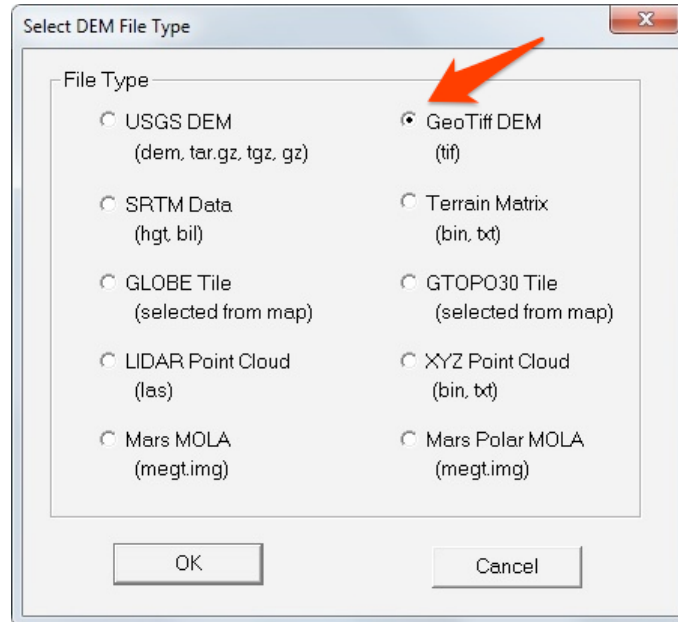 Select DEM File Type
File Type
USGS DEM
(dem, tar.gz, tgz, gz)
GeoTiff DEM
(tif)
SRTM Data
(hgt, bil)
Terrain Matrix
(bin, txt)
GLOBE Tile
(selected from map)
GTOPO30 Tile
(selected from map)
LIDAR Point Cloud
(las)
XYZ Point Cloud
(bin, txt)
Mars MOLA
(megt.img)
Mars Polar MOLA
(megt.img)
OK
Cancel